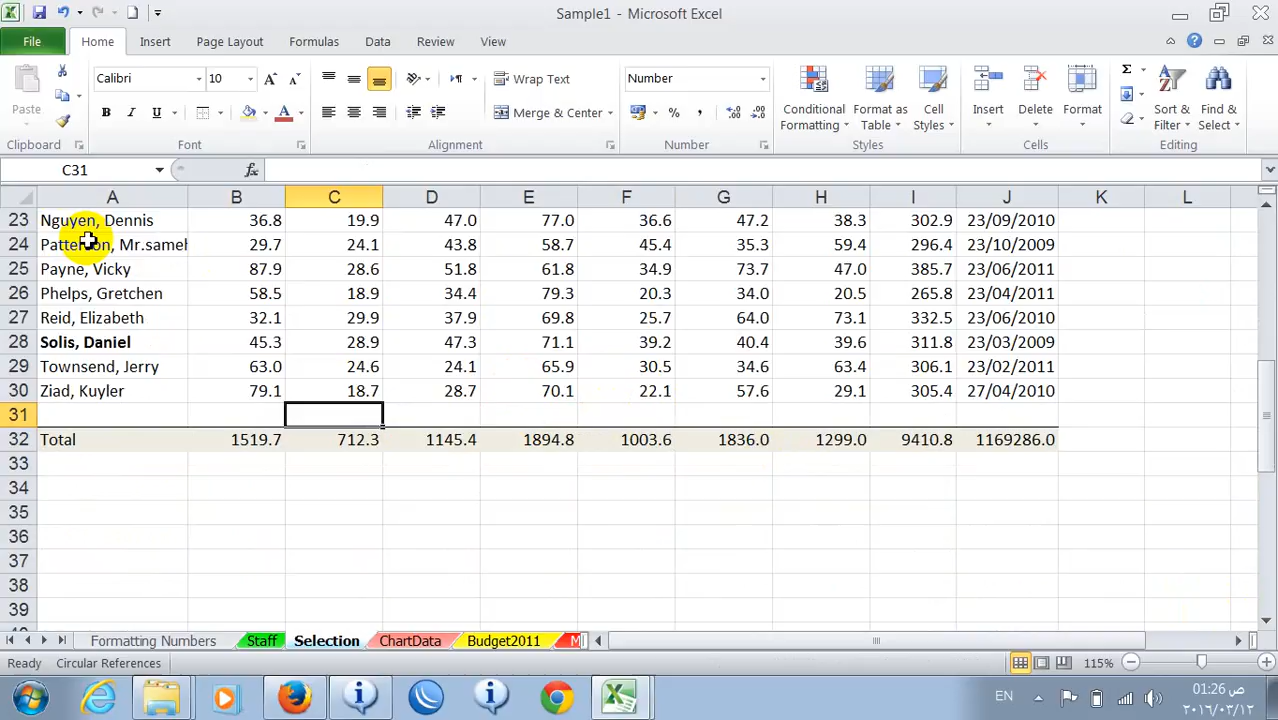 Sample1 - Microsoft Excel
File Home Insert Page Layout Formulas Data Review View
Calibri 10 Wrap Text Number
Paste B I U A Merge & Center % , Conditional Formatting Format as Table Cell Styles Insert Delete Format Σ Sort & Filter Find & Select
Clipboard Font Alignment Number Styles Cells Editing
C31 fx
A B C D E F G H I J K L
23 Nguyen, Dennis 36.8 19.9 47.0 77.0 36.6 47.2 38.3 302.9 23/09/2010
24 Patterson, Mr.sameh 29.7 24.1 43.8 58.7 45.4 35.3 59.4 296.4 23/10/2009
25 Payne, Vicky 87.9 28.6 51.8 61.8 34.9 73.7 47.0 385.7 23/06/2011
26 Phelps, Gretchen 58.5 18.9 34.4 79.3 20.3 34.0 20.5 265.8 23/04/2011
27 Reid, Elizabeth 32.1 29.9 37.9 69.8 25.7 64.0 73.1 332.5 23/06/2010
28 Solis, Daniel 45.3 28.9 47.3 71.1 39.2 40.4 39.6 311.8 23/03/2009
29 Townsend, Jerry 63.0 24.6 24.1 65.9 30.5 34.6 63.4 306.1 23/02/2011
30 Ziad, Kuyler 79.1 18.7 28.7 70.1 22.1 57.6 29.1 305.4 27/04/2010
31
32 Total 1519.7 712.3 1145.4 1894.8 1003.6 1836.0 1299.0 9410.8 1169286.0
33
34
35
36
37
38
39
Formatting Numbers Staff Selection ChartData Budget2011 M
Ready Circular References 115%
EN 01:26 ص
٢٠١٦/٠٣/١٢